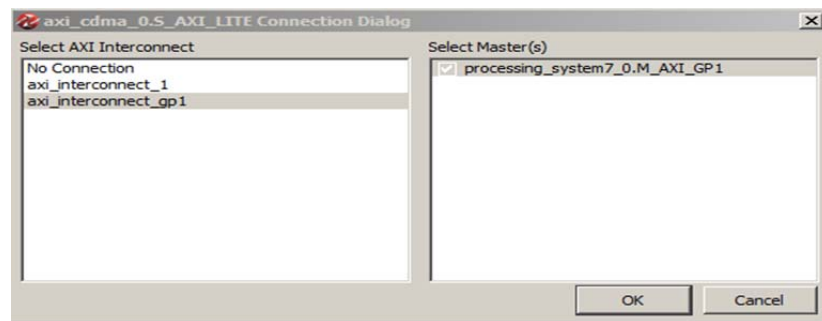 axi_cdma_0.S_AXI_LITE Connection Dialog
Select AXI Interconnect
No Connection
axi_interconnect_1
axi_interconnect_gp1
Select Master(s)
processing_system7_0.M_AXI_GP1
OK
Cancel